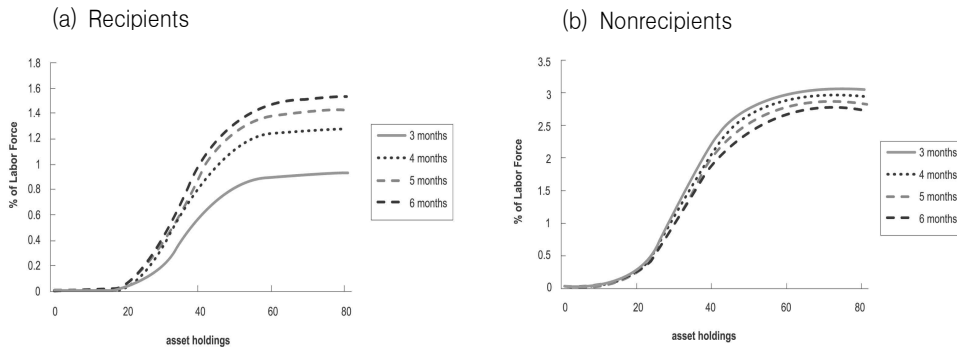 (a) Recipients
1.8
1.6
1.4
1.2
1
0.8
0.6
0.4
0.2
0
% of Labor Force
0 20 40 60 80
asset holdings
3 months
4 months
5 months
6 months
(b) Nonrecipients
3.5
3
2.5
2
1.5
1
0.5
0
% of Labor Force
0 20 40 60 80
asset holdings
3 months
4 months
5 months
6 months